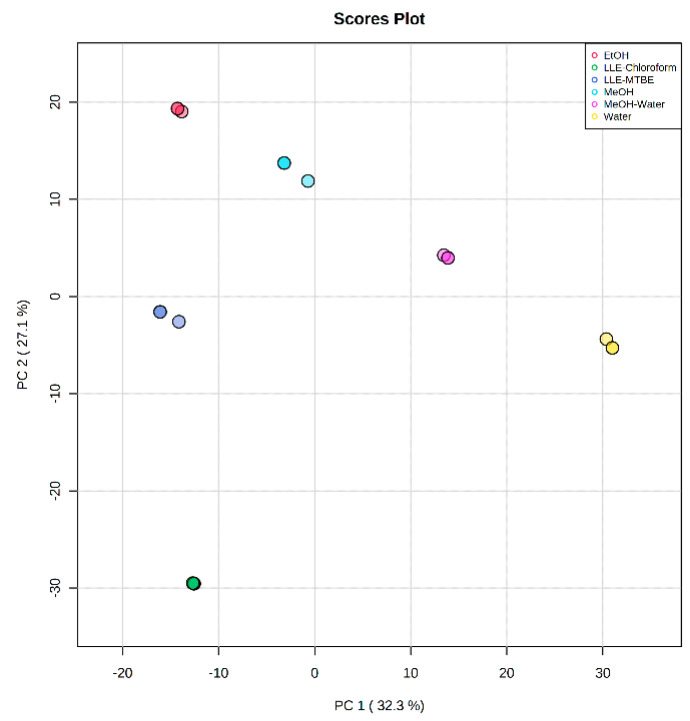 Scores Plot
EtOH
LLE-Chloroform
LLE-MTBE
MeOH
MeOH-Water
Water
20
10
0
-10
-20
-30
PC 2 ( 27.1 %)
-20 -10 0 10 20 30
PC 1 ( 32.3 %)